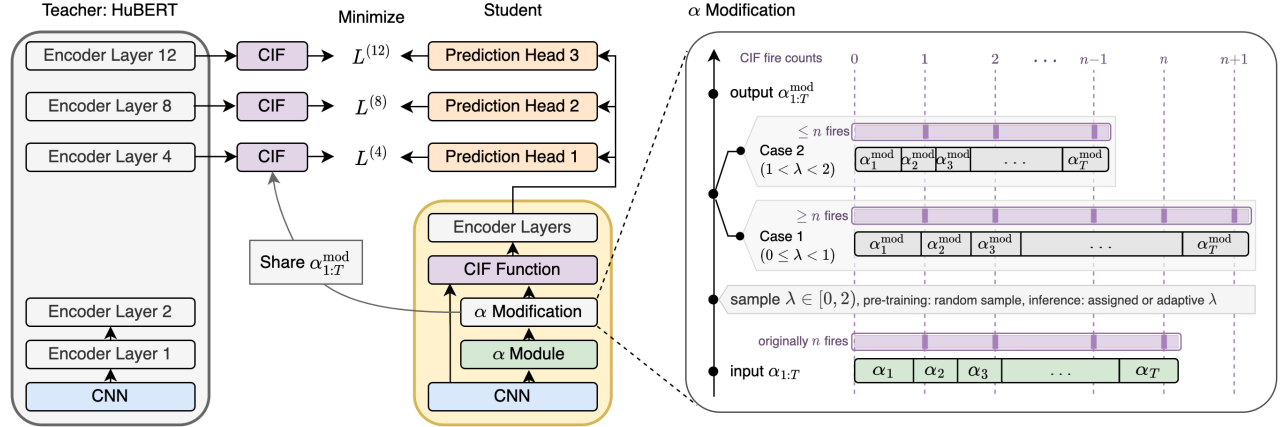 Teacher: HuBERT
Minimize
Student
Encoder Layer 12
CIF
L^(12)
Prediction Head 3
Encoder Layer 8
CIF
L^(8)
Prediction Head 2
Encoder Layer 4
CIF
L^(4)
Prediction Head 1
Share α^mod_1:T
Encoder Layer 2
Encoder Layer 1
CNN
Encoder Layers
CIF Function
α Modification
α Module
CNN
α Modification
CIF fire counts 0 1 2 ... n−1 n n+1
output α^mod_1:T
≤ n fires
Case 2
(1 < λ < 2)
α^mod_1 α^mod_2 α^mod_3 ... α^mod_T
≥ n fires
Case 1
(0 ≤ λ < 1)
α^mod_1 α^mod_2 α^mod_3 ... α^mod_T
sample λ ∈ [0, 2), pre-training: random sample, inference: assigned or adaptive λ
originally n fires
input α_1:T
α_1 α_2 α_3 ... α_T